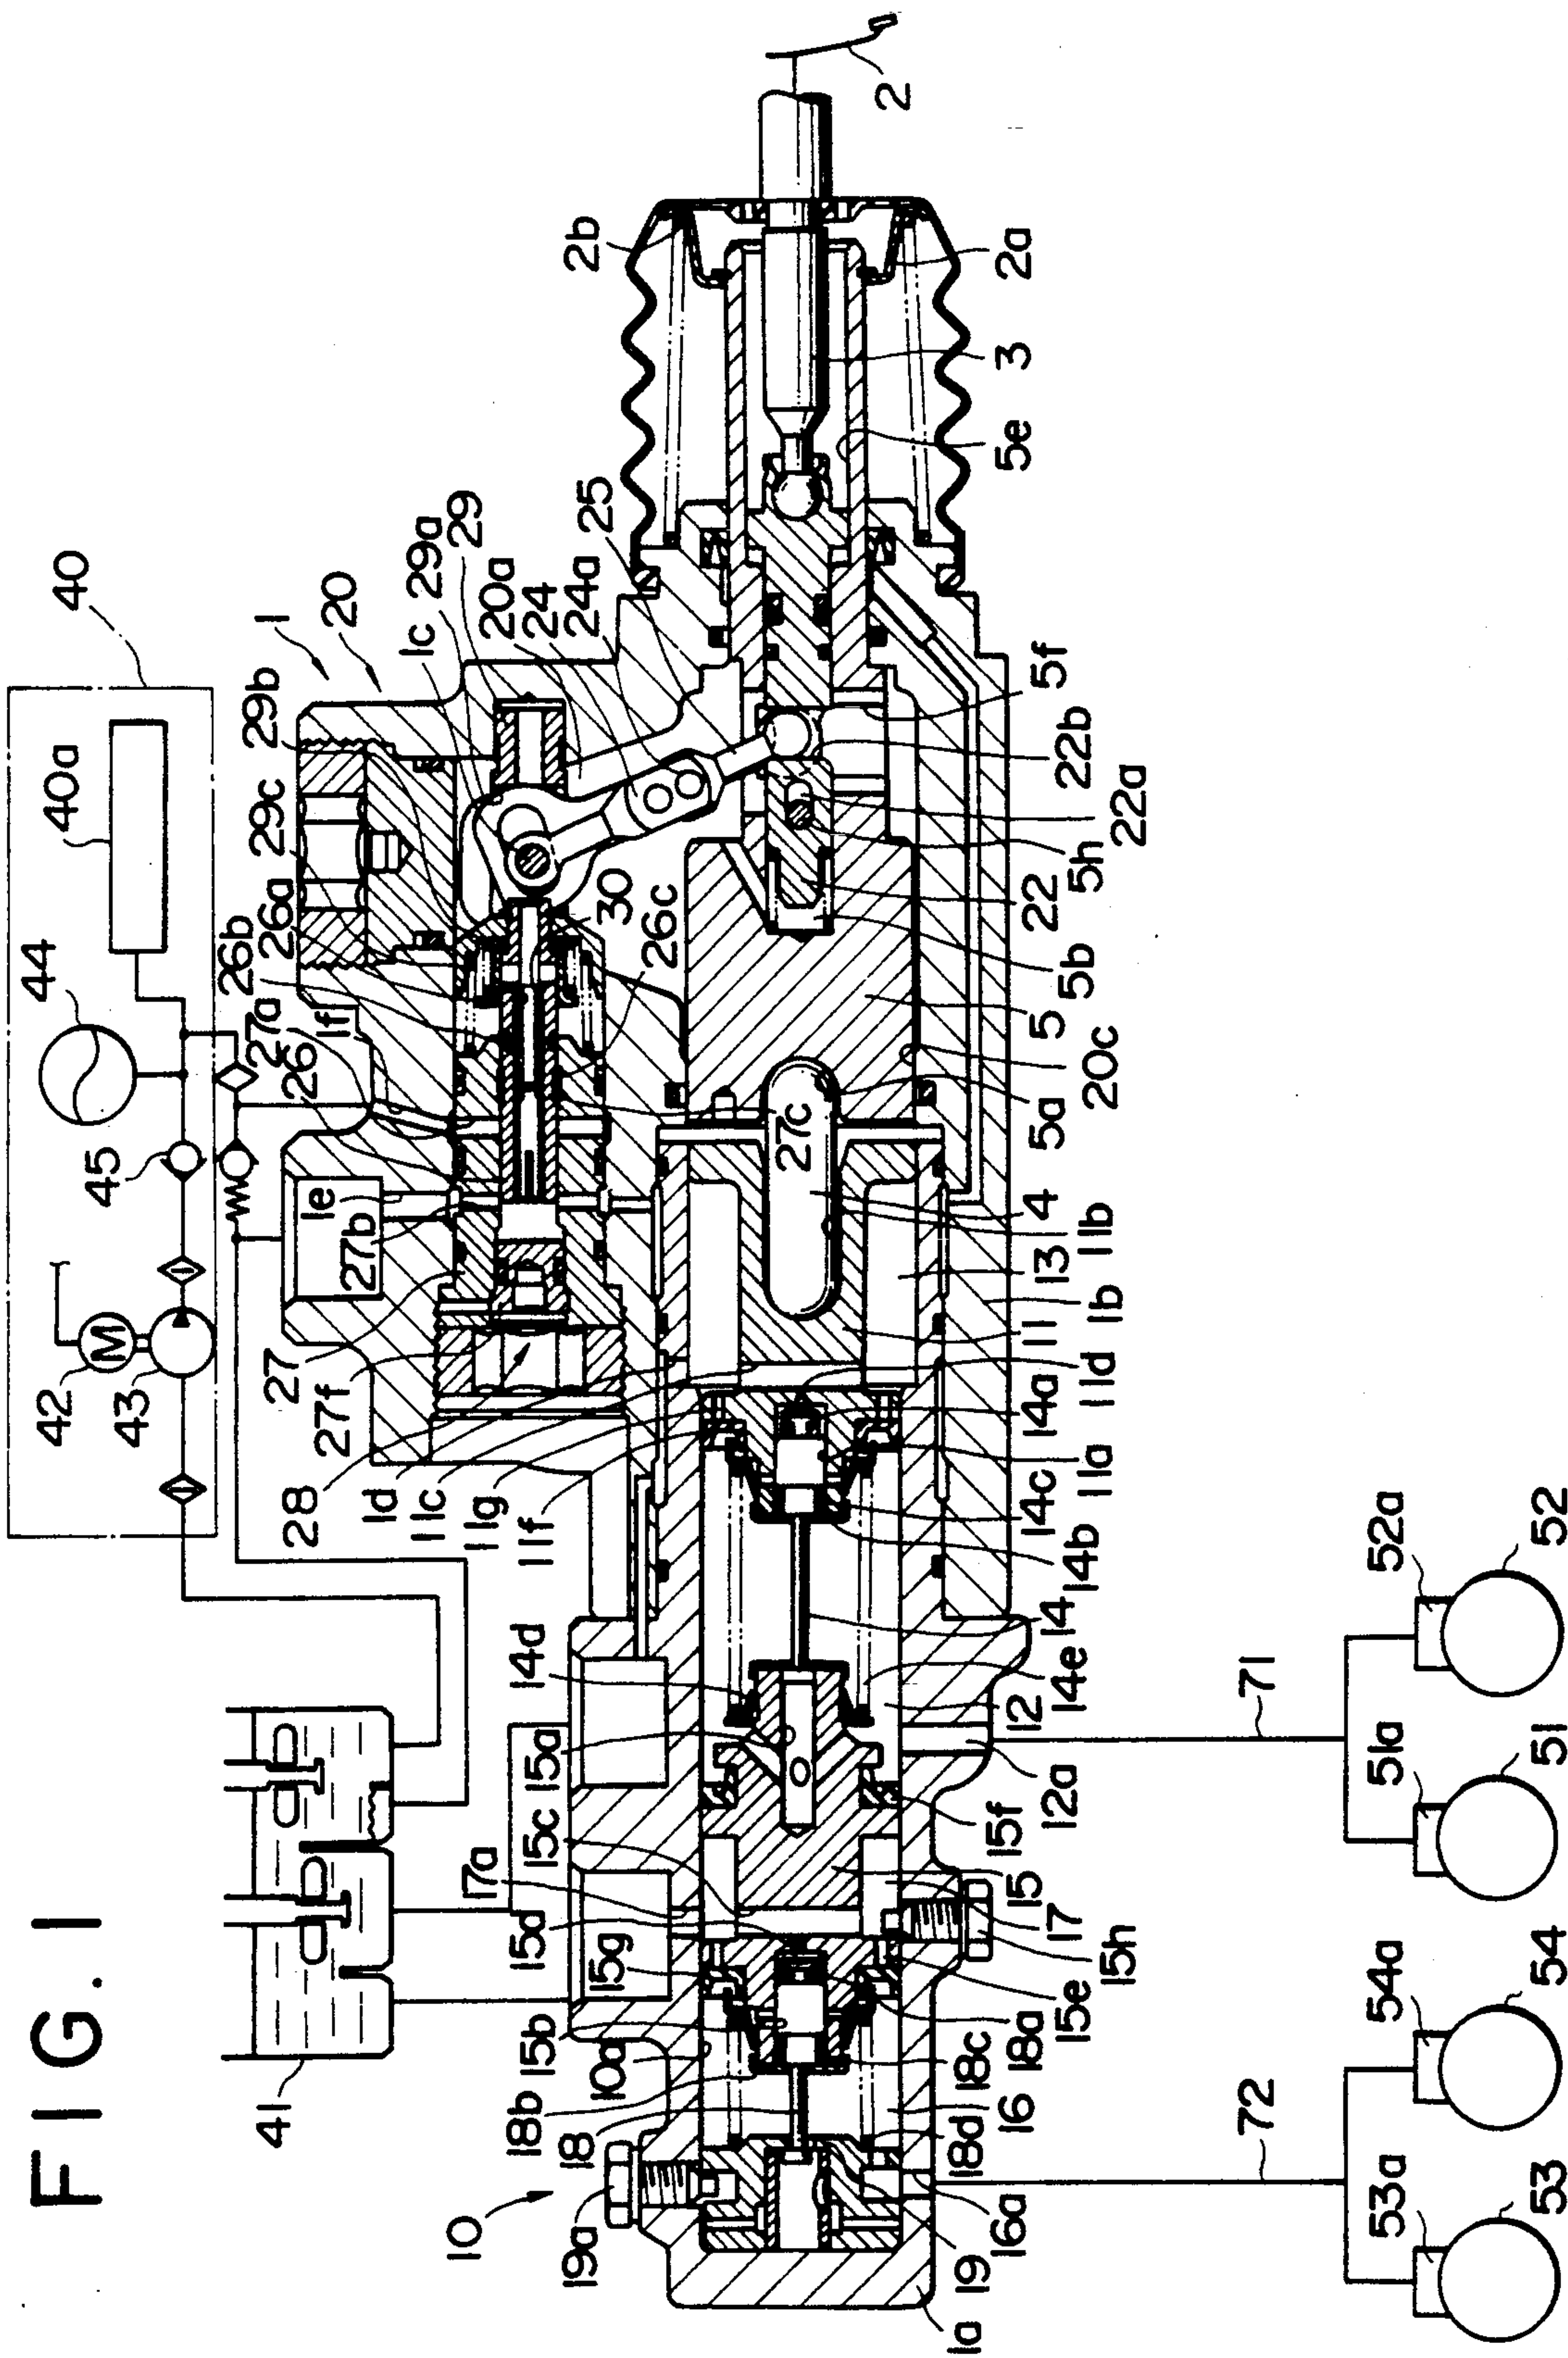 FIG.1
40
40a
44
45
42
43
41
1
20
1c
29a
29
20a
24
24a
25
29b
29c
26a
26b
27a
1f
26
30
26c
1e
27b
27
27f
28
1d
11c
11g
11f
27c
2b
2
2a
3
5e
5f
22b
22a
5h
22
5b
5
20c
5a
4
11b
13
1b
11
11d
14a
11a
14c
14b
14
14e
12
12a
14d
15a
15c
17a
15d
15g
15b
10a
18b
18
10
19a
15f
15
17
15h
15e
18a
18c
16
18d
16a
19
1a
71
72
52a
52
51a
51
54a
54
53a
53
M